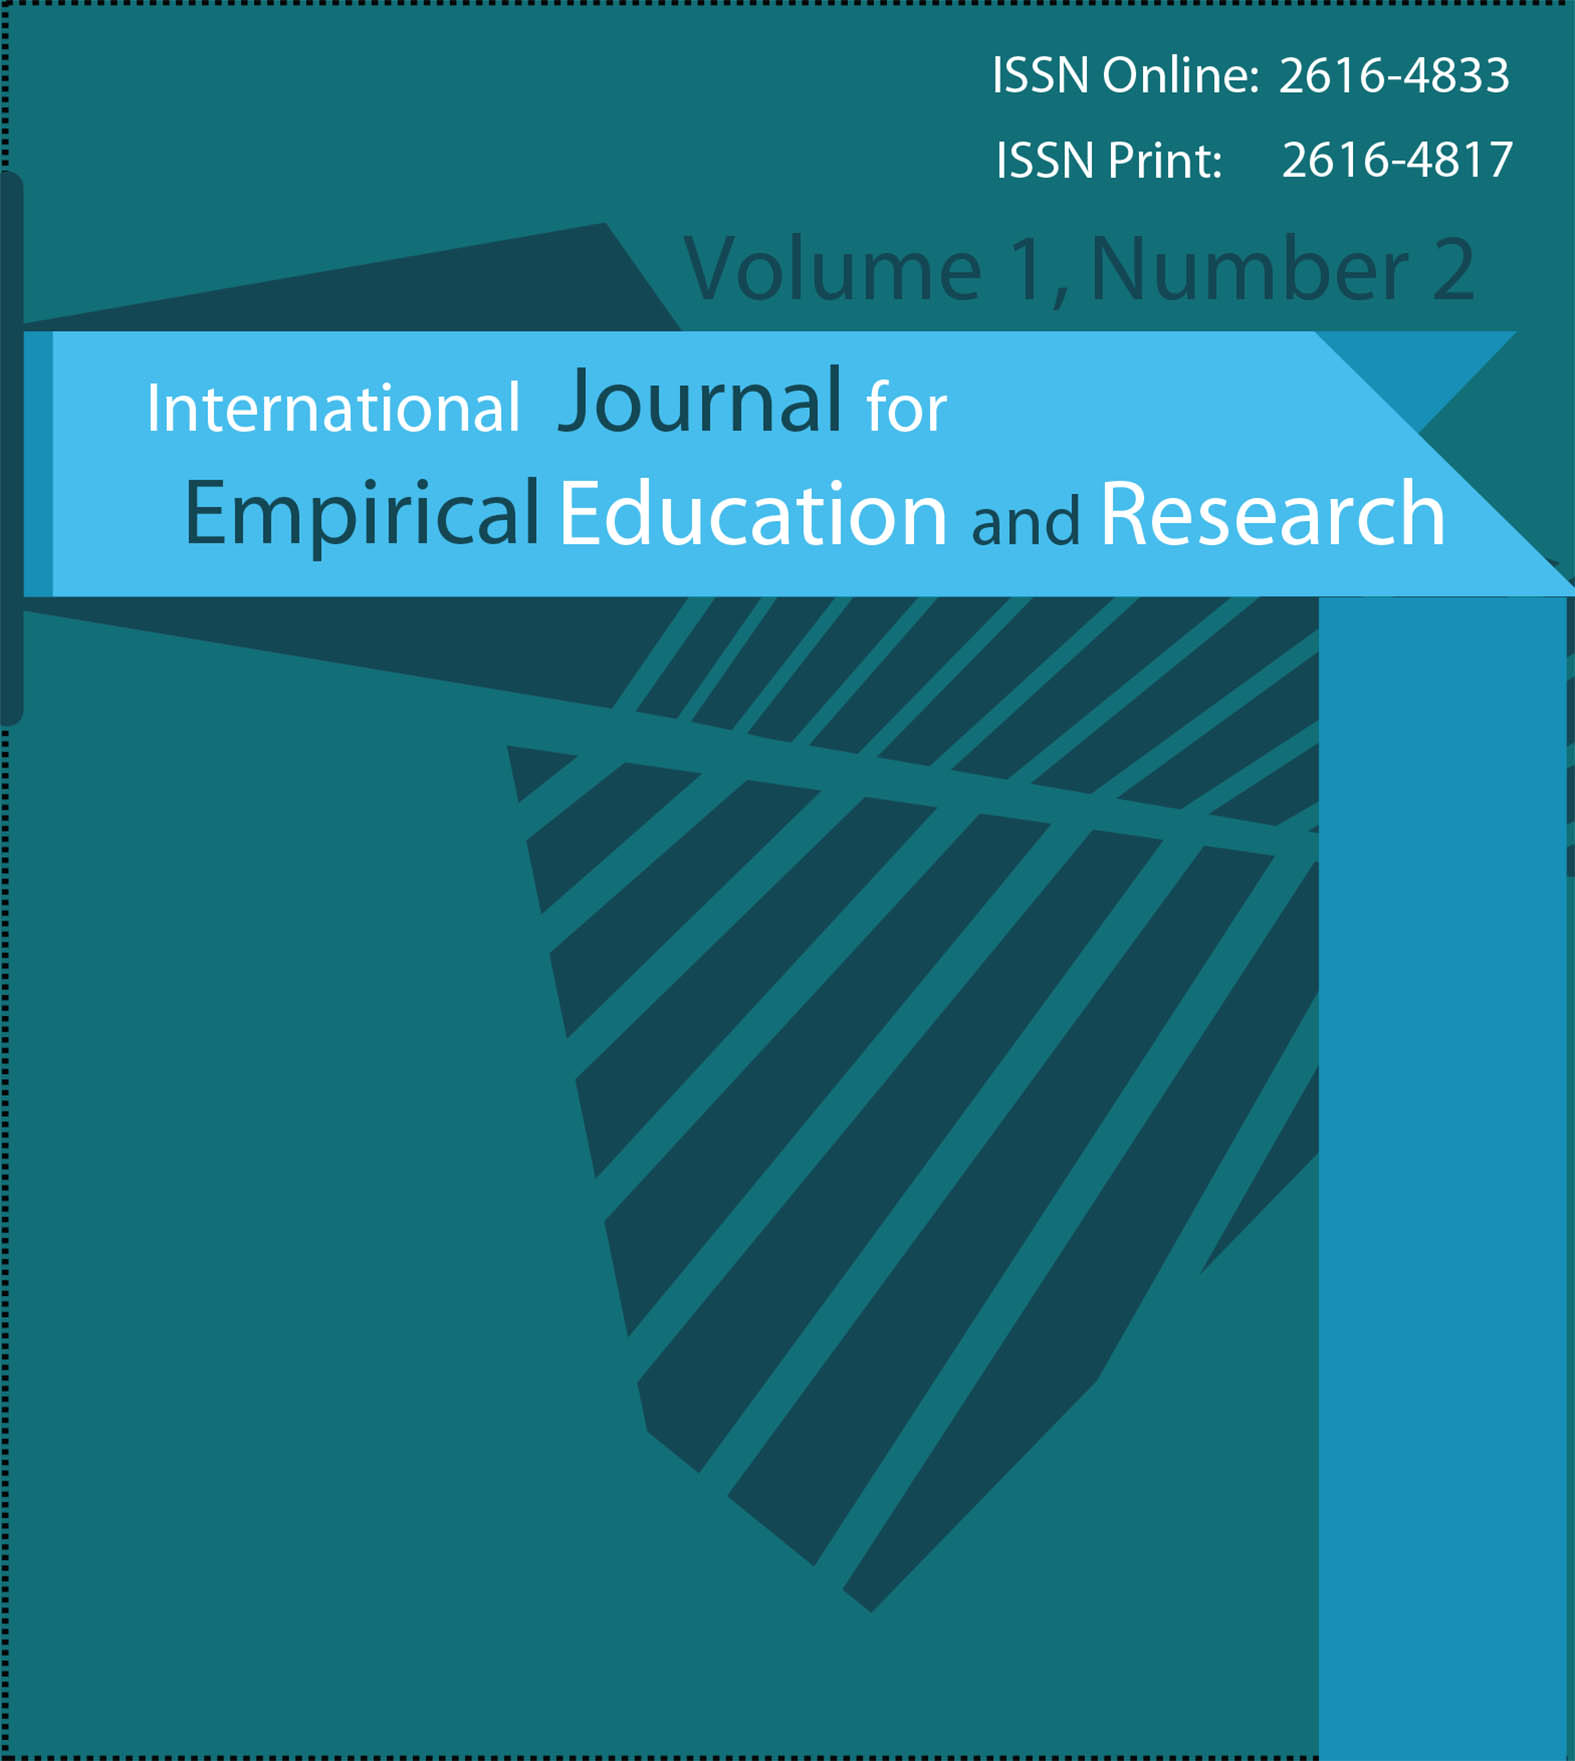 ISSN Online: 2616-4833
ISSN Print: 2616-4817
Volume 1, Number 2
International Journal for
Empirical Education and Research